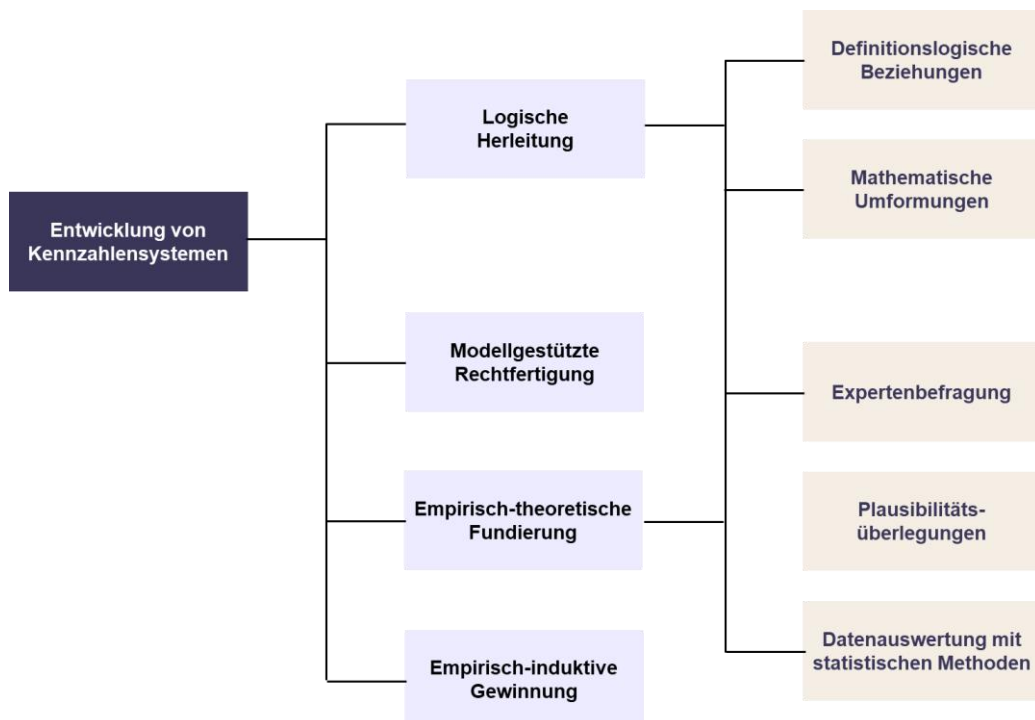 Entwicklung von
Kennzahlensystemen
Logische
Herleitung
Modellgestützte
Rechtfertigung
Empirisch-theoretische
Fundierung
Empirisch-induktive
Gewinnung
Definitionslogische
Beziehungen
Mathematische
Umformungen
Expertenbefragung
Plausibilitäts-
überlegungen
Datenauswertung mit
statistischen Methoden